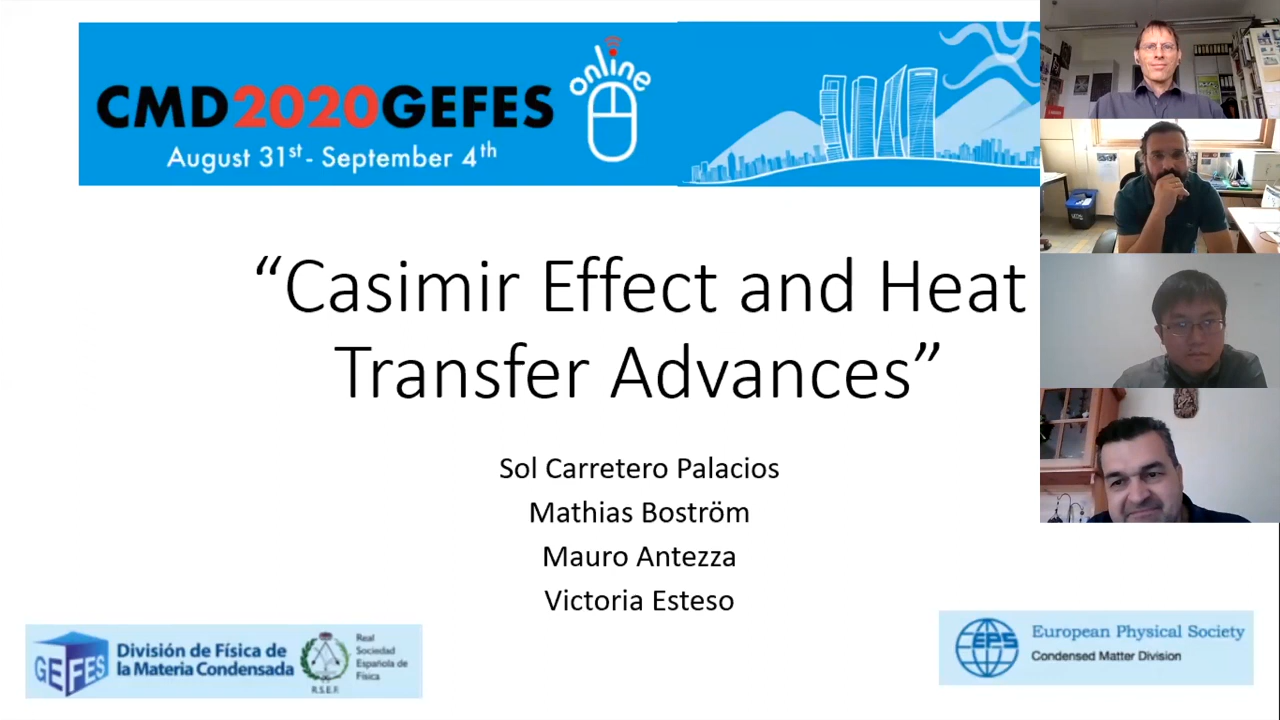 online
CMD2020GEFES
August 31st - September 4th
“Casimir Effect and Heat
Transfer Advances”
Sol Carretero Palacios
Mathias Boström
Mauro Antezza
Victoria Esteso
GEFES
División de Física de
la Materia Condensada
Real
Sociedad
Española de
Física
R.S.E.F.
EPS
European Physical Society
Condensed Matter Division